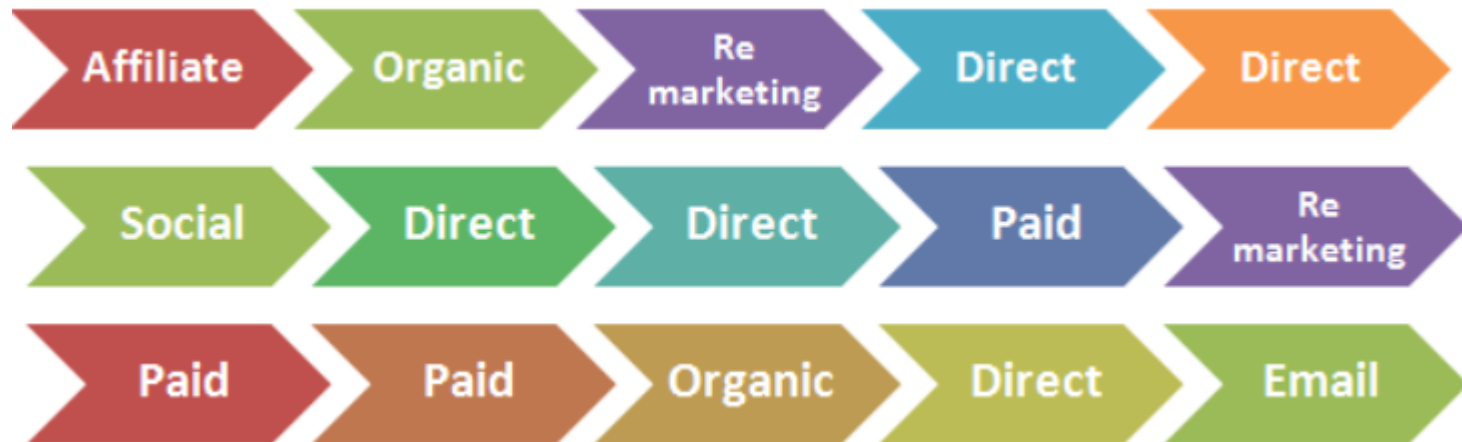 Affiliate
Organic
Re
marketing
Direct
Direct
Social
Direct
Direct
Paid
Re
marketing
Paid
Paid
Organic
Direct
Email